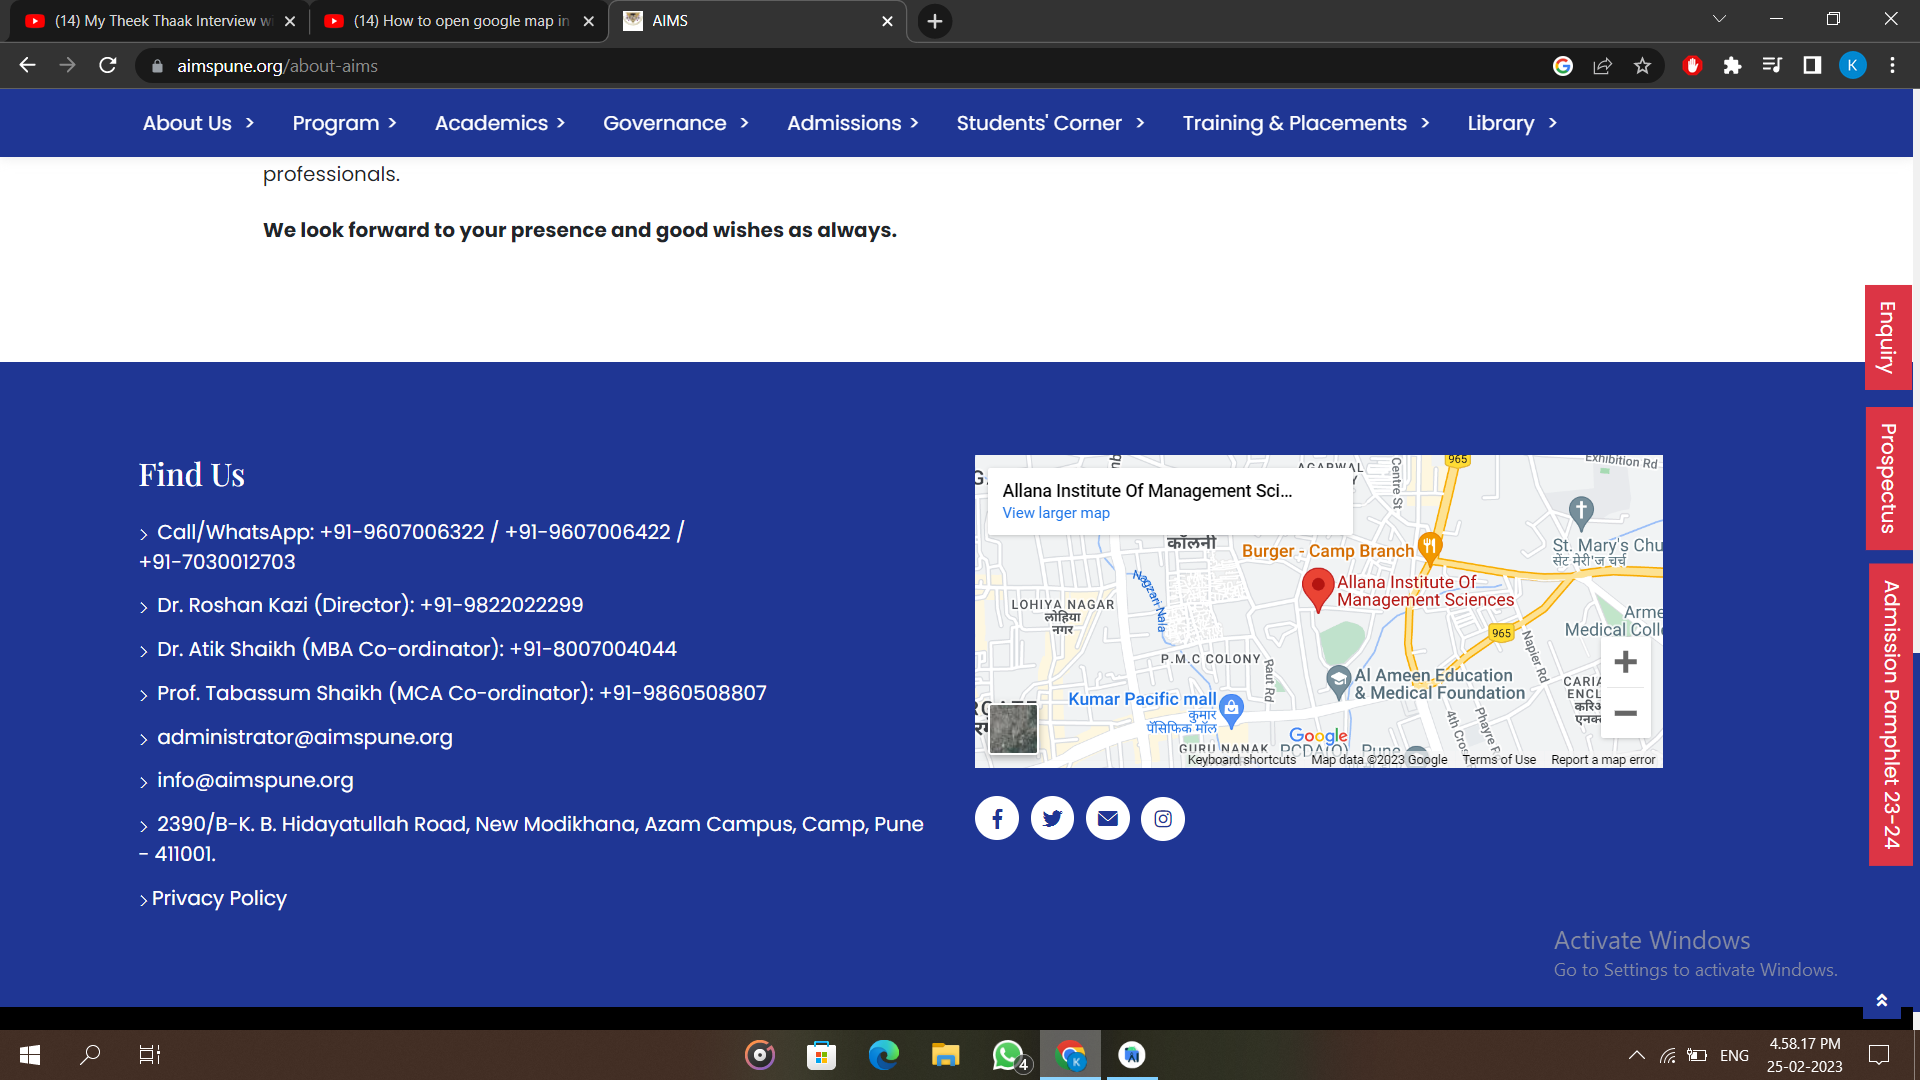 (14) My Theek Thaak Interview wi
(14) How to open google map in
AIMS
aimspune.org/about-aims
K
About Us > Program > Academics > Governance > Admissions > Students' Corner > Training & Placements > Library >
professionals.
We look forward to your presence and good wishes as always.
Enquiry
Prospectus
Admission Pamphlet 23-24
Find Us
> Call/WhatsApp: +91-9607006322 / +91-9607006422 /
+91-7030012703
> Dr. Roshan Kazi (Director): +91-9822022299
> Dr. Atik Shaikh (MBA Co-ordinator): +91-8007004044
> Prof. Tabassum Shaikh (MCA Co-ordinator): +91-9860508807
> administrator@aimspune.org
> info@aimspune.org
> 2390/B-K. B. Hidayatullah Road, New Modikhana, Azam Campus, Camp, Pune
- 411001.
> Privacy Policy
Allana Institute Of Management Sci...
View larger map
AGARWAL
Centre St
965
Exhibition Rd
कॉलनी
Burger - Camp Branch
St. Mary's Chu
सेंट मेरी'ज चर्च
Nagzari Nala
LOHIYA NAGAR
लोहिया
नगर
Allana Institute Of
Management Sciences
Arme
Medical Coll
965
Napier Rd
P.M.C COLONY
Raut Rd
Al Ameen Education
& Medical Foundation
CARIA
ENCL
Kumar Pacific mall
कुमार
पॅसिफिक मॉल
4th Cros
Phayre R
GURU NANAK
PCDA(O) Pune
Google
Keyboard shortcuts
Map data ©2023 Google
Terms of Use
Report a map error
Activate Windows
Go to Settings to activate Windows.
4
K
ENG
4.58.17 PM
25-02-2023